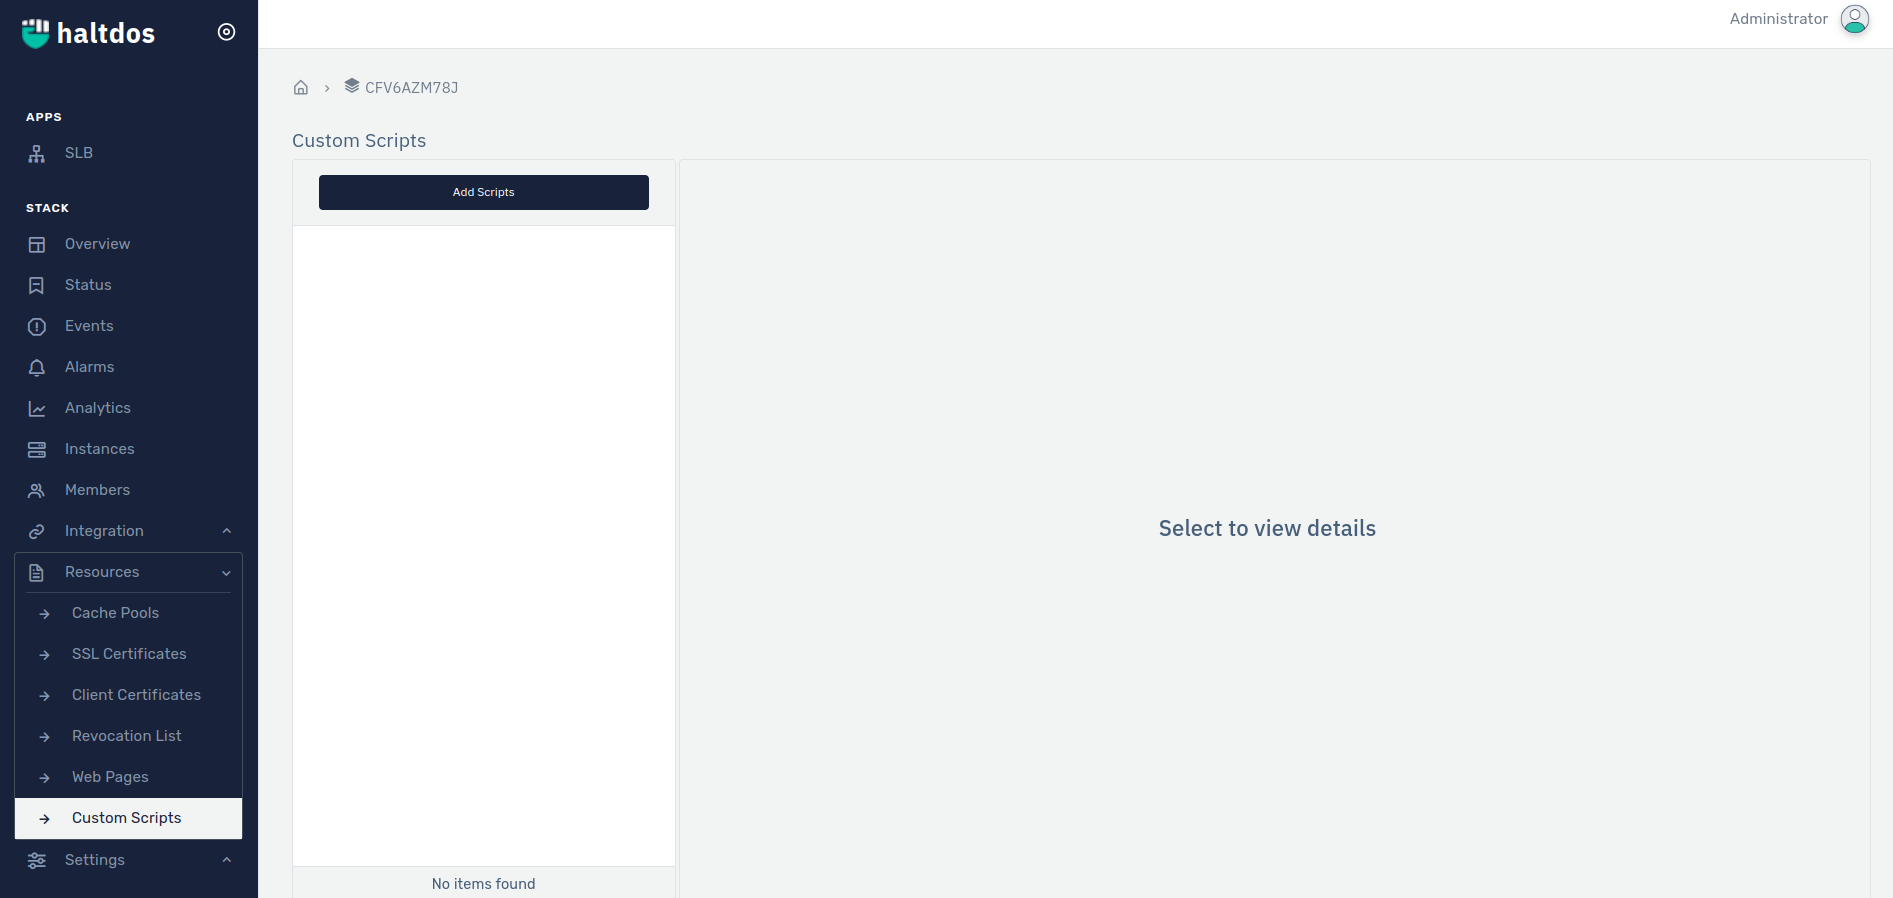 haltdos
Administrator
CFV6AZM78J
APPS
SLB
STACK
Overview
Status
Events
Alarms
Analytics
Instances
Members
Integration
Resources
Cache Pools
SSL Certificates
Client Certificates
Revocation List
Web Pages
Custom Scripts
Settings
Custom Scripts
Add Scripts
Select to view details
No items found